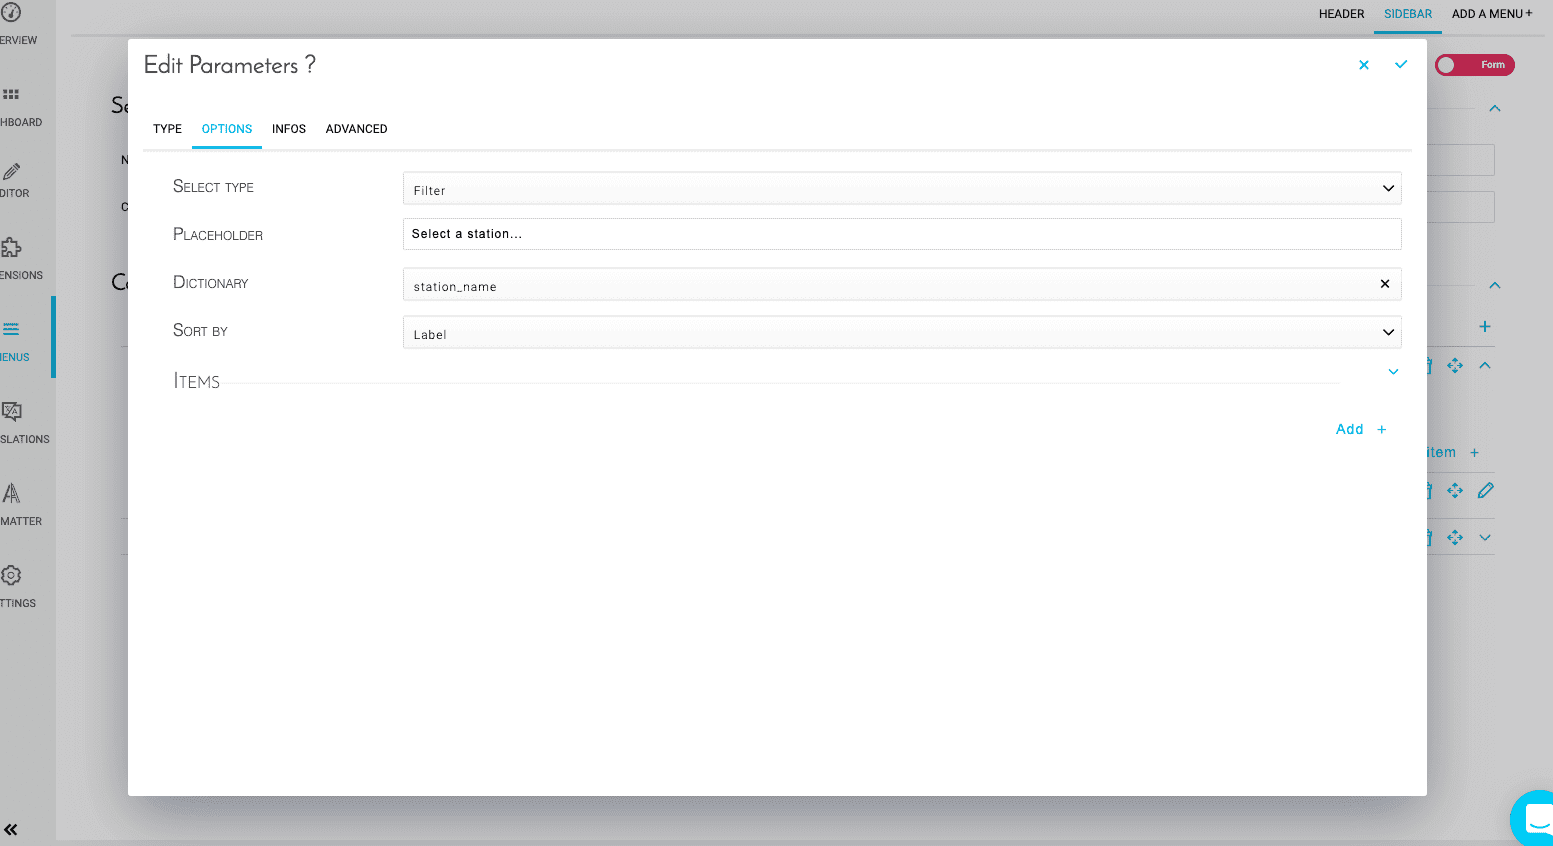 HEADER SIDEBAR ADD A MENU +
ERVIEW
Edit Parameters ?
Form
Se
HBOARD
TYPE OPTIONS INFOS ADVANCED
N
SELECT TYPE Filter
DITOR
C
PLACEHOLDER Select a station...
ENSIONS
Co
DICTIONARY station_name
SORT BY Label
ENUS
ITEMS
Add +
SLATIONS
item +
MATTER
TTINGS